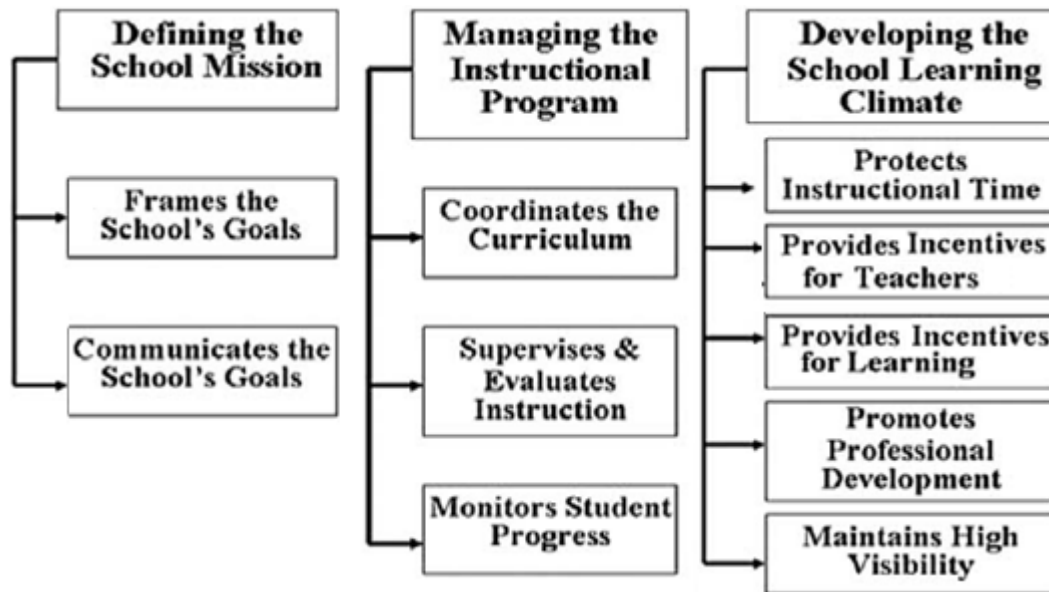 Defining the
School Mission
Frames the
School's Goals
Communicates the
School's Goals
Managing the
Instructional
Program
Coordinates the
Curriculum
Supervises &
Evaluates
Instruction
Monitors Student
Progress
Developing the
School Learning
Climate
Protects
Instructional Time
Provides Incentives
for Teachers
Provides Incentives
for Learning
Promotes
Professional
Development
Maintains High
Visibility